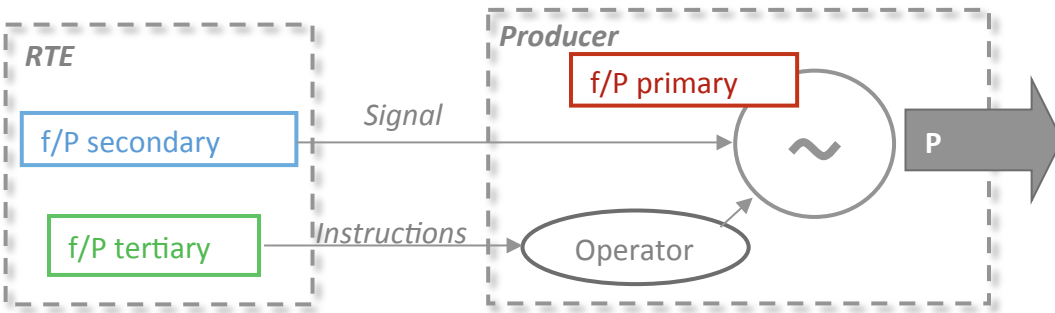 RTE
Producer
f/P primary
f/P secondary
Signal
~
P
f/P tertiary
Instructions
Operator